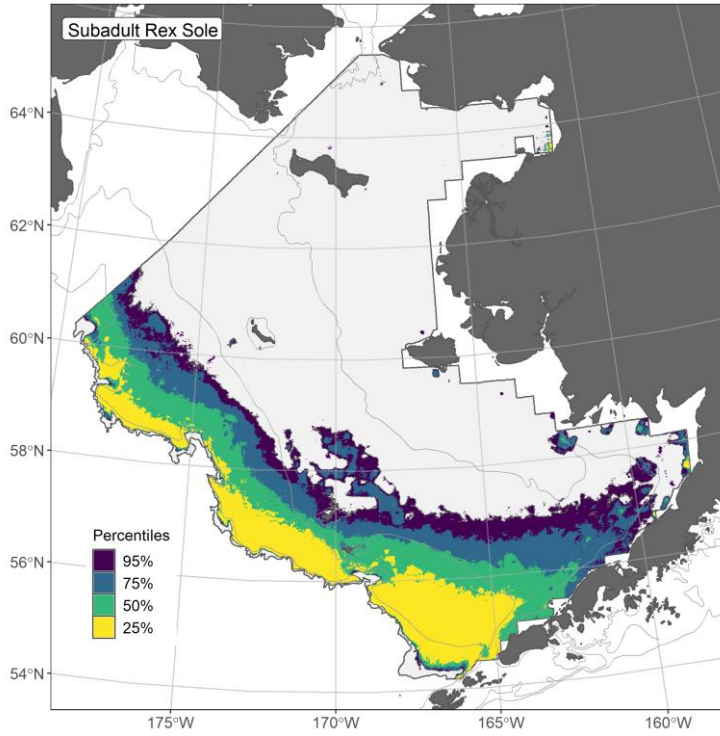 Subadult Rex Sole
64°N
62°N
60°N
58°N
56°N
54°N
Percentiles
95%
75%
50%
25%
175°W
170°W
165°W
160°W